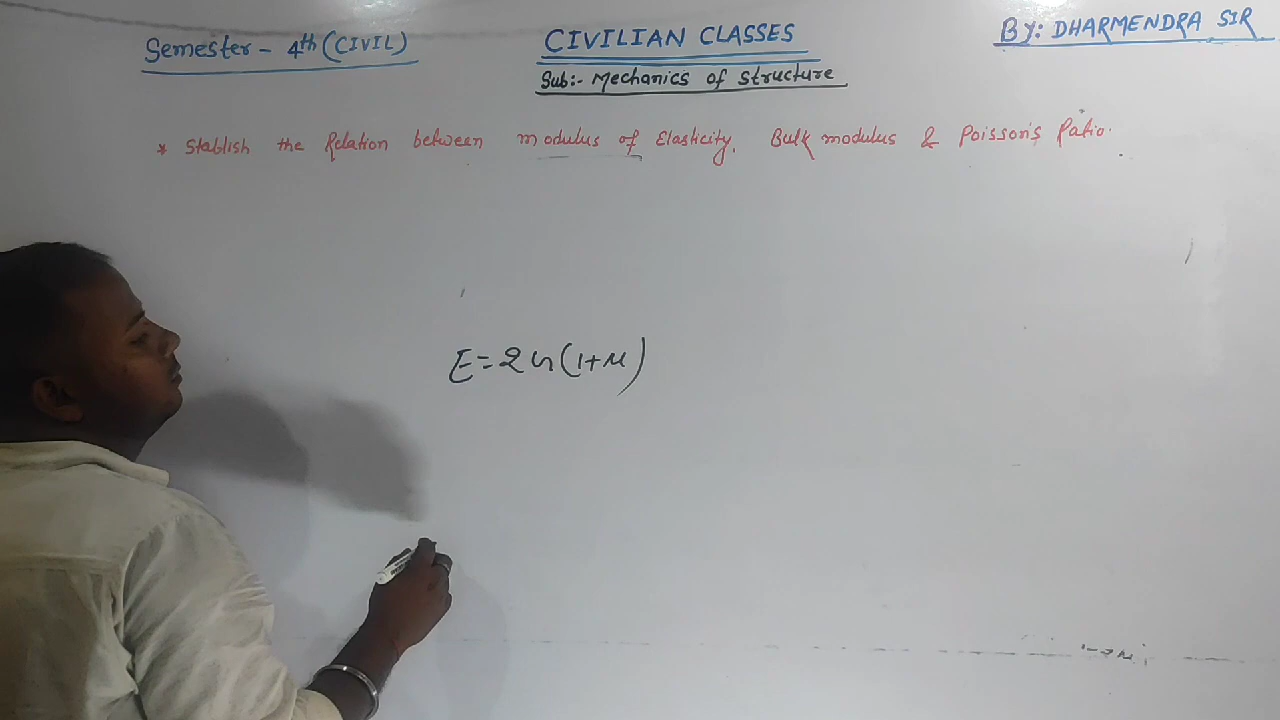 Semester - 4th (CIVIL)
CIVILIAN CLASSES
BY: DHARMENDRA SIR
Sub:- Mechanics of structure
* Stablish the Relation between modulus of Elasticity, Bulk modulus & Poisson's Ratio.
E = 2G(1+μ)